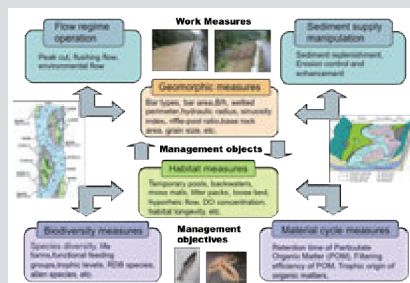 Flow regime
operation
Peak cut, flushing flow,
environmental flow
Work Measures
Sediment supply
manipulation
Sediment replenishment,
Erosion control and
enhancement
Geomorphic measures
Bar types, bar area, B/h, wetted
perimeter, hydraulic radius, sinuosity
index, riffle-pool ratio, base rock
area, grain size, etc.
Management objects
Habitat measures
Temporary pools, backwaters,
moss mats, litter packs, loose bed,
hyporheic flow, DO concentration,
habitat longevity, etc.
Biodiversity measures
Species diversity, life
forms, functional feeding
groups, trophic levels, RDB species,
alien species, etc.
Management
objectives
Material cycle measures
Retention time of Particulate
Organic Matter (POM), Filtering
efficiency of POM, Trophic origin of
organic matters,